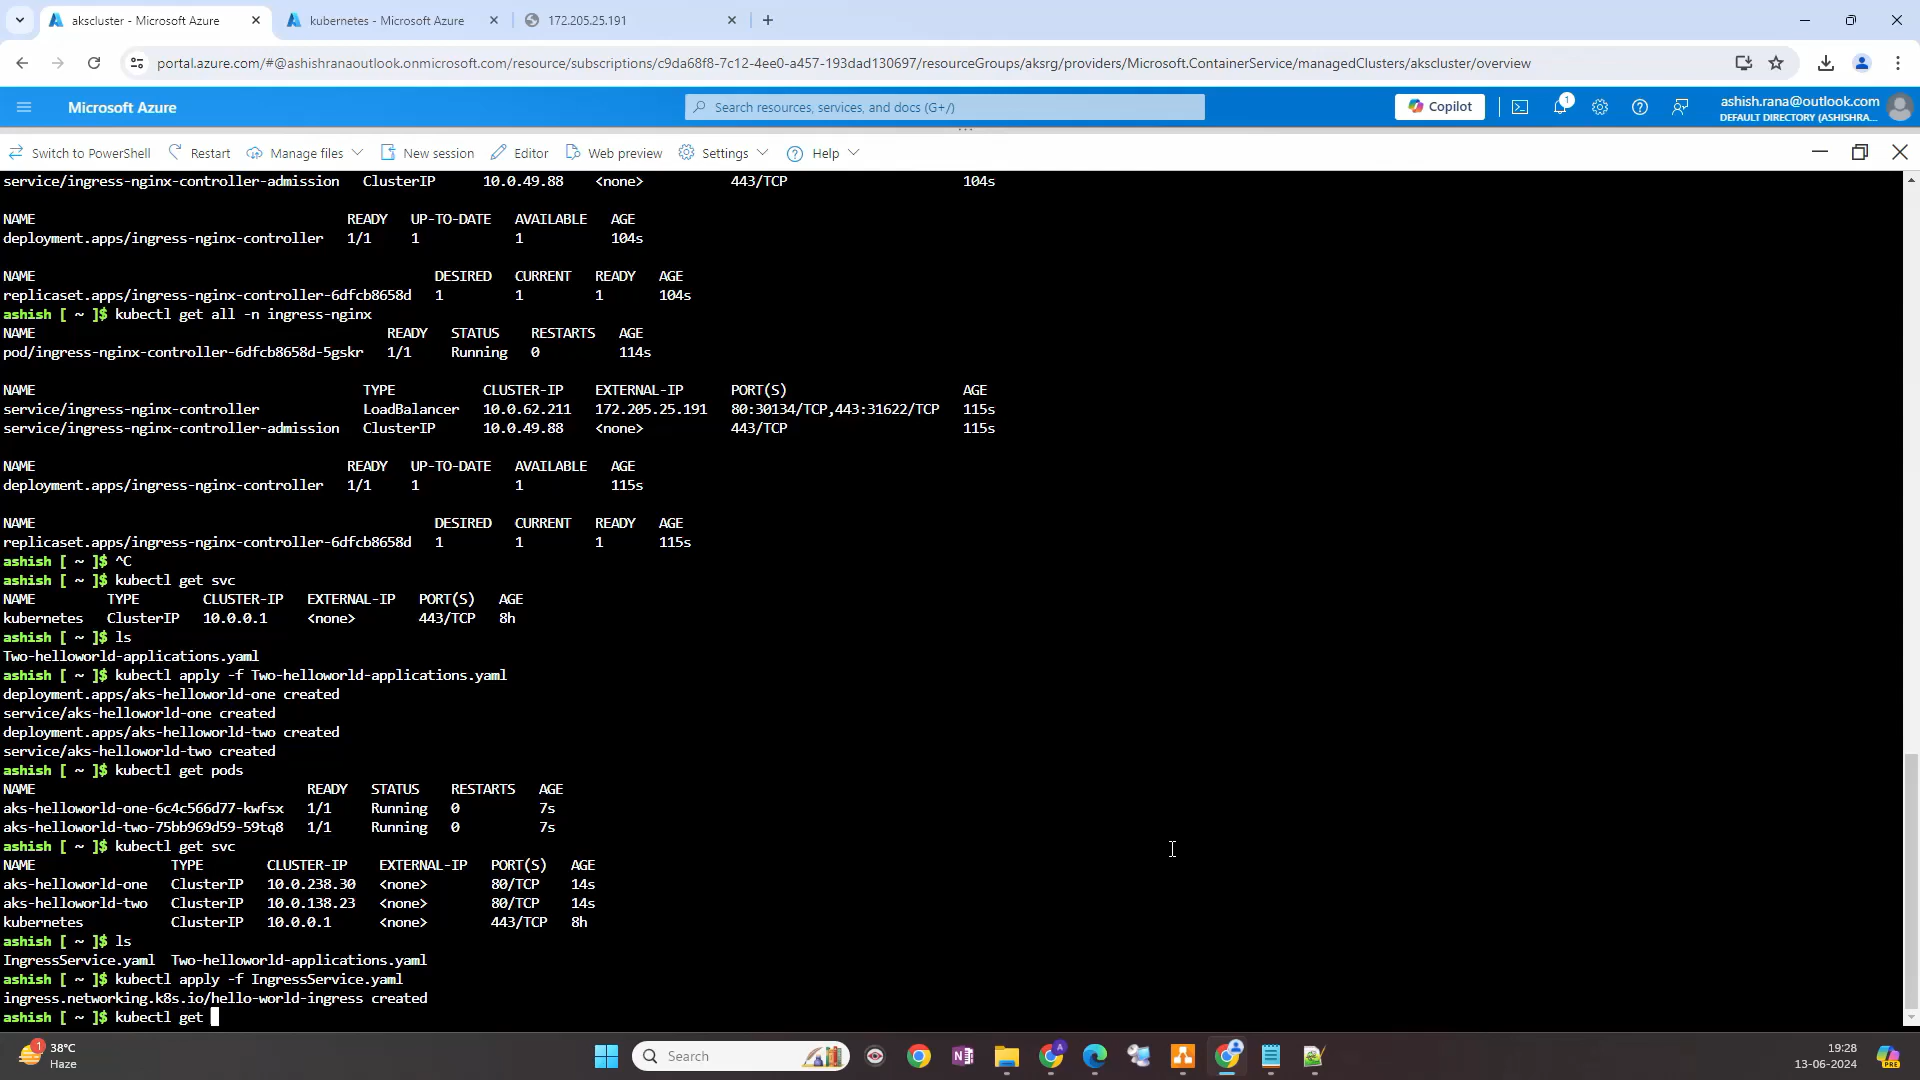 akscluster - Microsoft Azure
kubernetes - Microsoft Azure
172.205.25.191
portal.azure.com/#@ashishranaoutlook.onmicrosoft.com/resource/subscriptions/c9da68f8-7c12-4ee0-a457-193dad130697/resourceGroups/aksrg/providers/Microsoft.ContainerService/managedClusters/akscluster/overview
Microsoft Azure
Search resources, services, and docs (G+/)
Copilot
1
ashish.rana@outlook.com
DEFAULT DIRECTORY (ASHISHRA...
Switch to PowerShell Restart Manage files New session Editor Web preview Settings Help
service/ingress-nginx-controller-admission ClusterIP 10.0.49.88 <none> 443/TCP 104s
NAME READY UP-TO-DATE AVAILABLE AGE
deployment.apps/ingress-nginx-controller 1/1 1 1 104s
NAME DESIRED CURRENT READY AGE
replicaset.apps/ingress-nginx-controller-6dfcb8658d 1 1 1 104s
ashish [ ~ ]$ kubectl get all -n ingress-nginx
NAME READY STATUS RESTARTS AGE
pod/ingress-nginx-controller-6dfcb8658d-5gskr 1/1 Running 0 114s
NAME TYPE CLUSTER-IP EXTERNAL-IP PORT(S) AGE
service/ingress-nginx-controller LoadBalancer 10.0.62.211 172.205.25.191 80:30134/TCP,443:31622/TCP 115s
service/ingress-nginx-controller-admission ClusterIP 10.0.49.88 <none> 443/TCP 115s
NAME READY UP-TO-DATE AVAILABLE AGE
deployment.apps/ingress-nginx-controller 1/1 1 1 115s
NAME DESIRED CURRENT READY AGE
replicaset.apps/ingress-nginx-controller-6dfcb8658d 1 1 1 115s
ashish [ ~ ]$ ^C
ashish [ ~ ]$ kubectl get svc
NAME TYPE CLUSTER-IP EXTERNAL-IP PORT(S) AGE
kubernetes ClusterIP 10.0.0.1 <none> 443/TCP 8h
ashish [ ~ ]$ ls
Two-helloworld-applications.yaml
ashish [ ~ ]$ kubectl apply -f Two-helloworld-applications.yaml
deployment.apps/aks-helloworld-one created
service/aks-helloworld-one created
deployment.apps/aks-helloworld-two created
service/aks-helloworld-two created
ashish [ ~ ]$ kubectl get pods
NAME READY STATUS RESTARTS AGE
aks-helloworld-one-6c4c566d77-kwfsx 1/1 Running 0 7s
aks-helloworld-two-75bb969d59-59tq8 1/1 Running 0 7s
ashish [ ~ ]$ kubectl get svc
NAME TYPE CLUSTER-IP EXTERNAL-IP PORT(S) AGE
aks-helloworld-one ClusterIP 10.0.238.30 <none> 80/TCP 14s
aks-helloworld-two ClusterIP 10.0.138.23 <none> 80/TCP 14s
kubernetes ClusterIP 10.0.0.1 <none> 443/TCP 8h
ashish [ ~ ]$ ls
IngressService.yaml Two-helloworld-applications.yaml
ashish [ ~ ]$ kubectl apply -f IngressService.yaml
ingress.networking.k8s.io/hello-world-ingress created
ashish [ ~ ]$ kubectl get
1
38°C
Haze
Search
19:28
13-06-2024